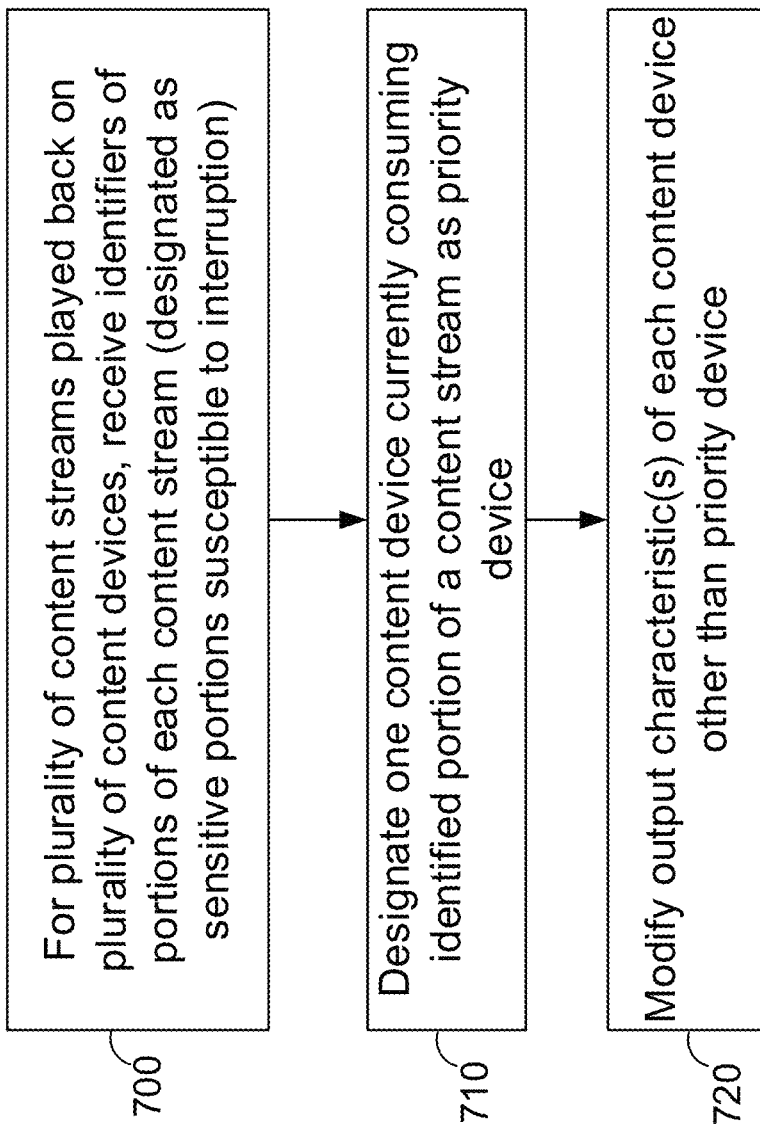 For plurality of content streams played back on
plurality of content devices, receive identifiers of
portions of each content stream (designated as
sensitive portions susceptible to interruption)
700
Designate one content device currently consuming
identified portion of a content stream as priority
device
710
Modify output characteristic(s) of each content device
other than priority device
720